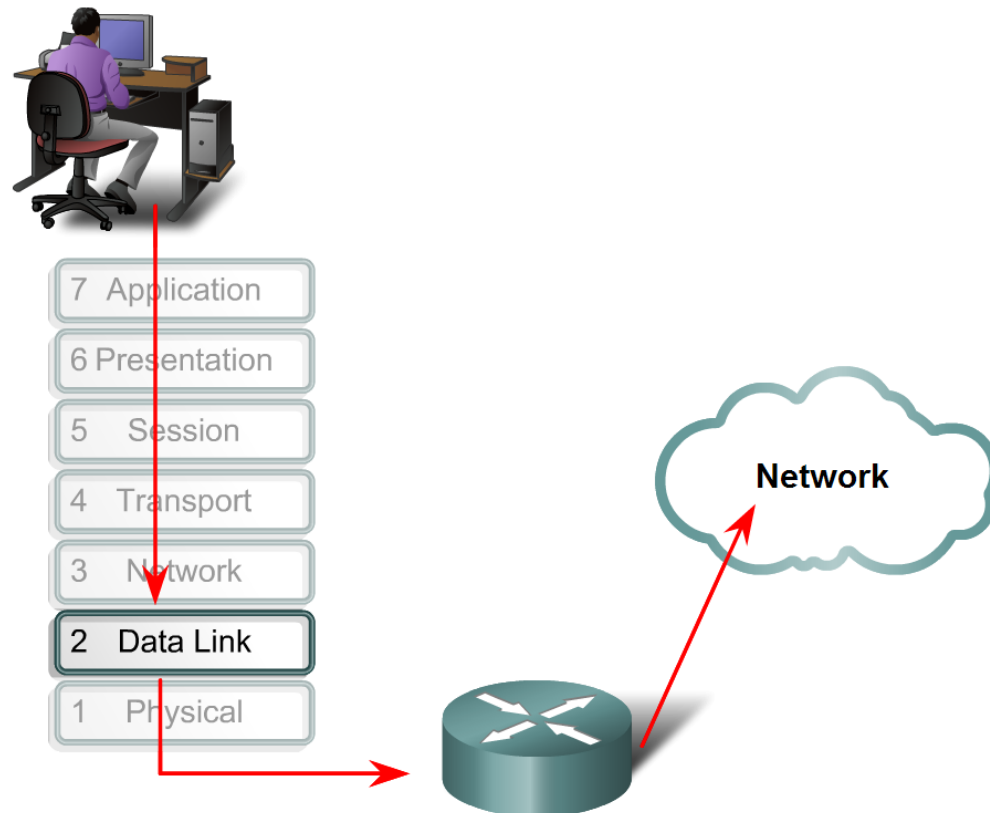 7 Application
6 Presentation
5 Session
4 Transport
3 Network
2 Data Link
1 Physical
Network